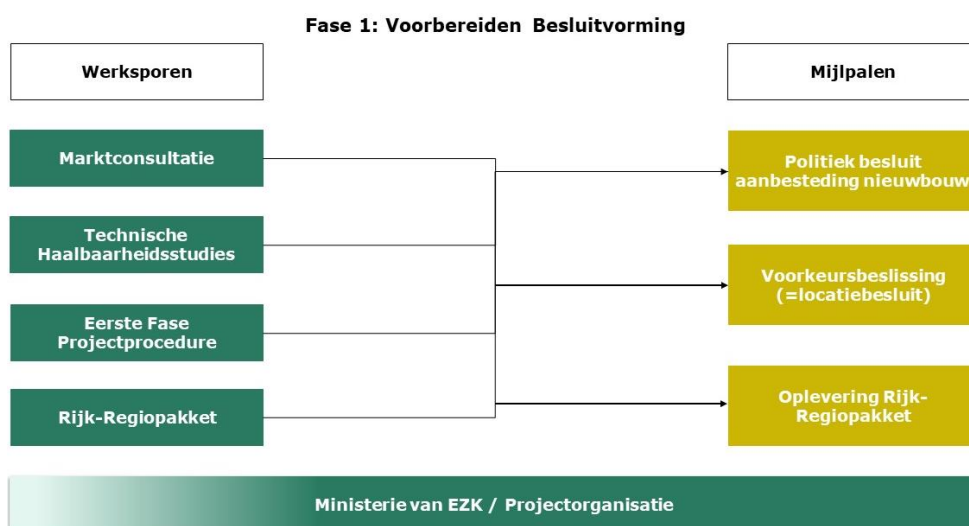 Fase 1: Voorbereiden Besluitvorming
Werksporen
Mijlpalen
Marktconsultatie
Technische
Haalbaarheidsstudies
Eerste Fase
Projectprocedure
Rijk-Regiopakket
Politiek besluit
aanbesteding nieuwbouw
Voorkeursbeslissing
(=locatiebesluit)
Oplevering Rijk-
Regiopakket
Ministerie van EZK / Projectorganisatie